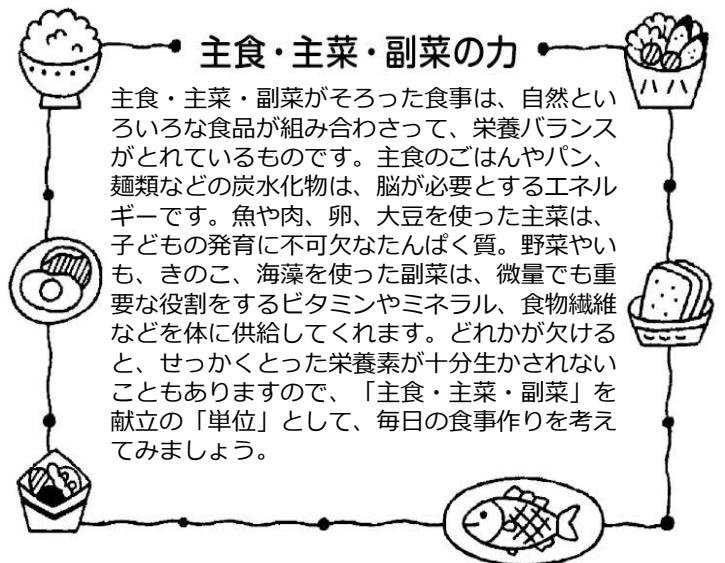 主食・主菜・副菜の力
主食・主菜・副菜がそろった食事は、自然とい
ろいろな食品が組み合わさって、栄養バランス
がとれているものです。主食のごはんやパン、
麺類などの炭水化物は、脳が必要とするエネル
ギーです。魚や肉、卵、大豆を使った主菜は、
子どもの発育に不可欠なたんぱく質。野菜やい
も、きのこ、海藻を使った副菜は、微量でも重
要な役割をするビタミンやミネラル、食物繊維
などを体に供給してくれます。どれかが欠ける
と、せっかくとった栄養素が十分生かされない
こともありますので、「主食・主菜・副菜」を
献立の「単位」として、毎日の食事作りを考え
てみましょう。